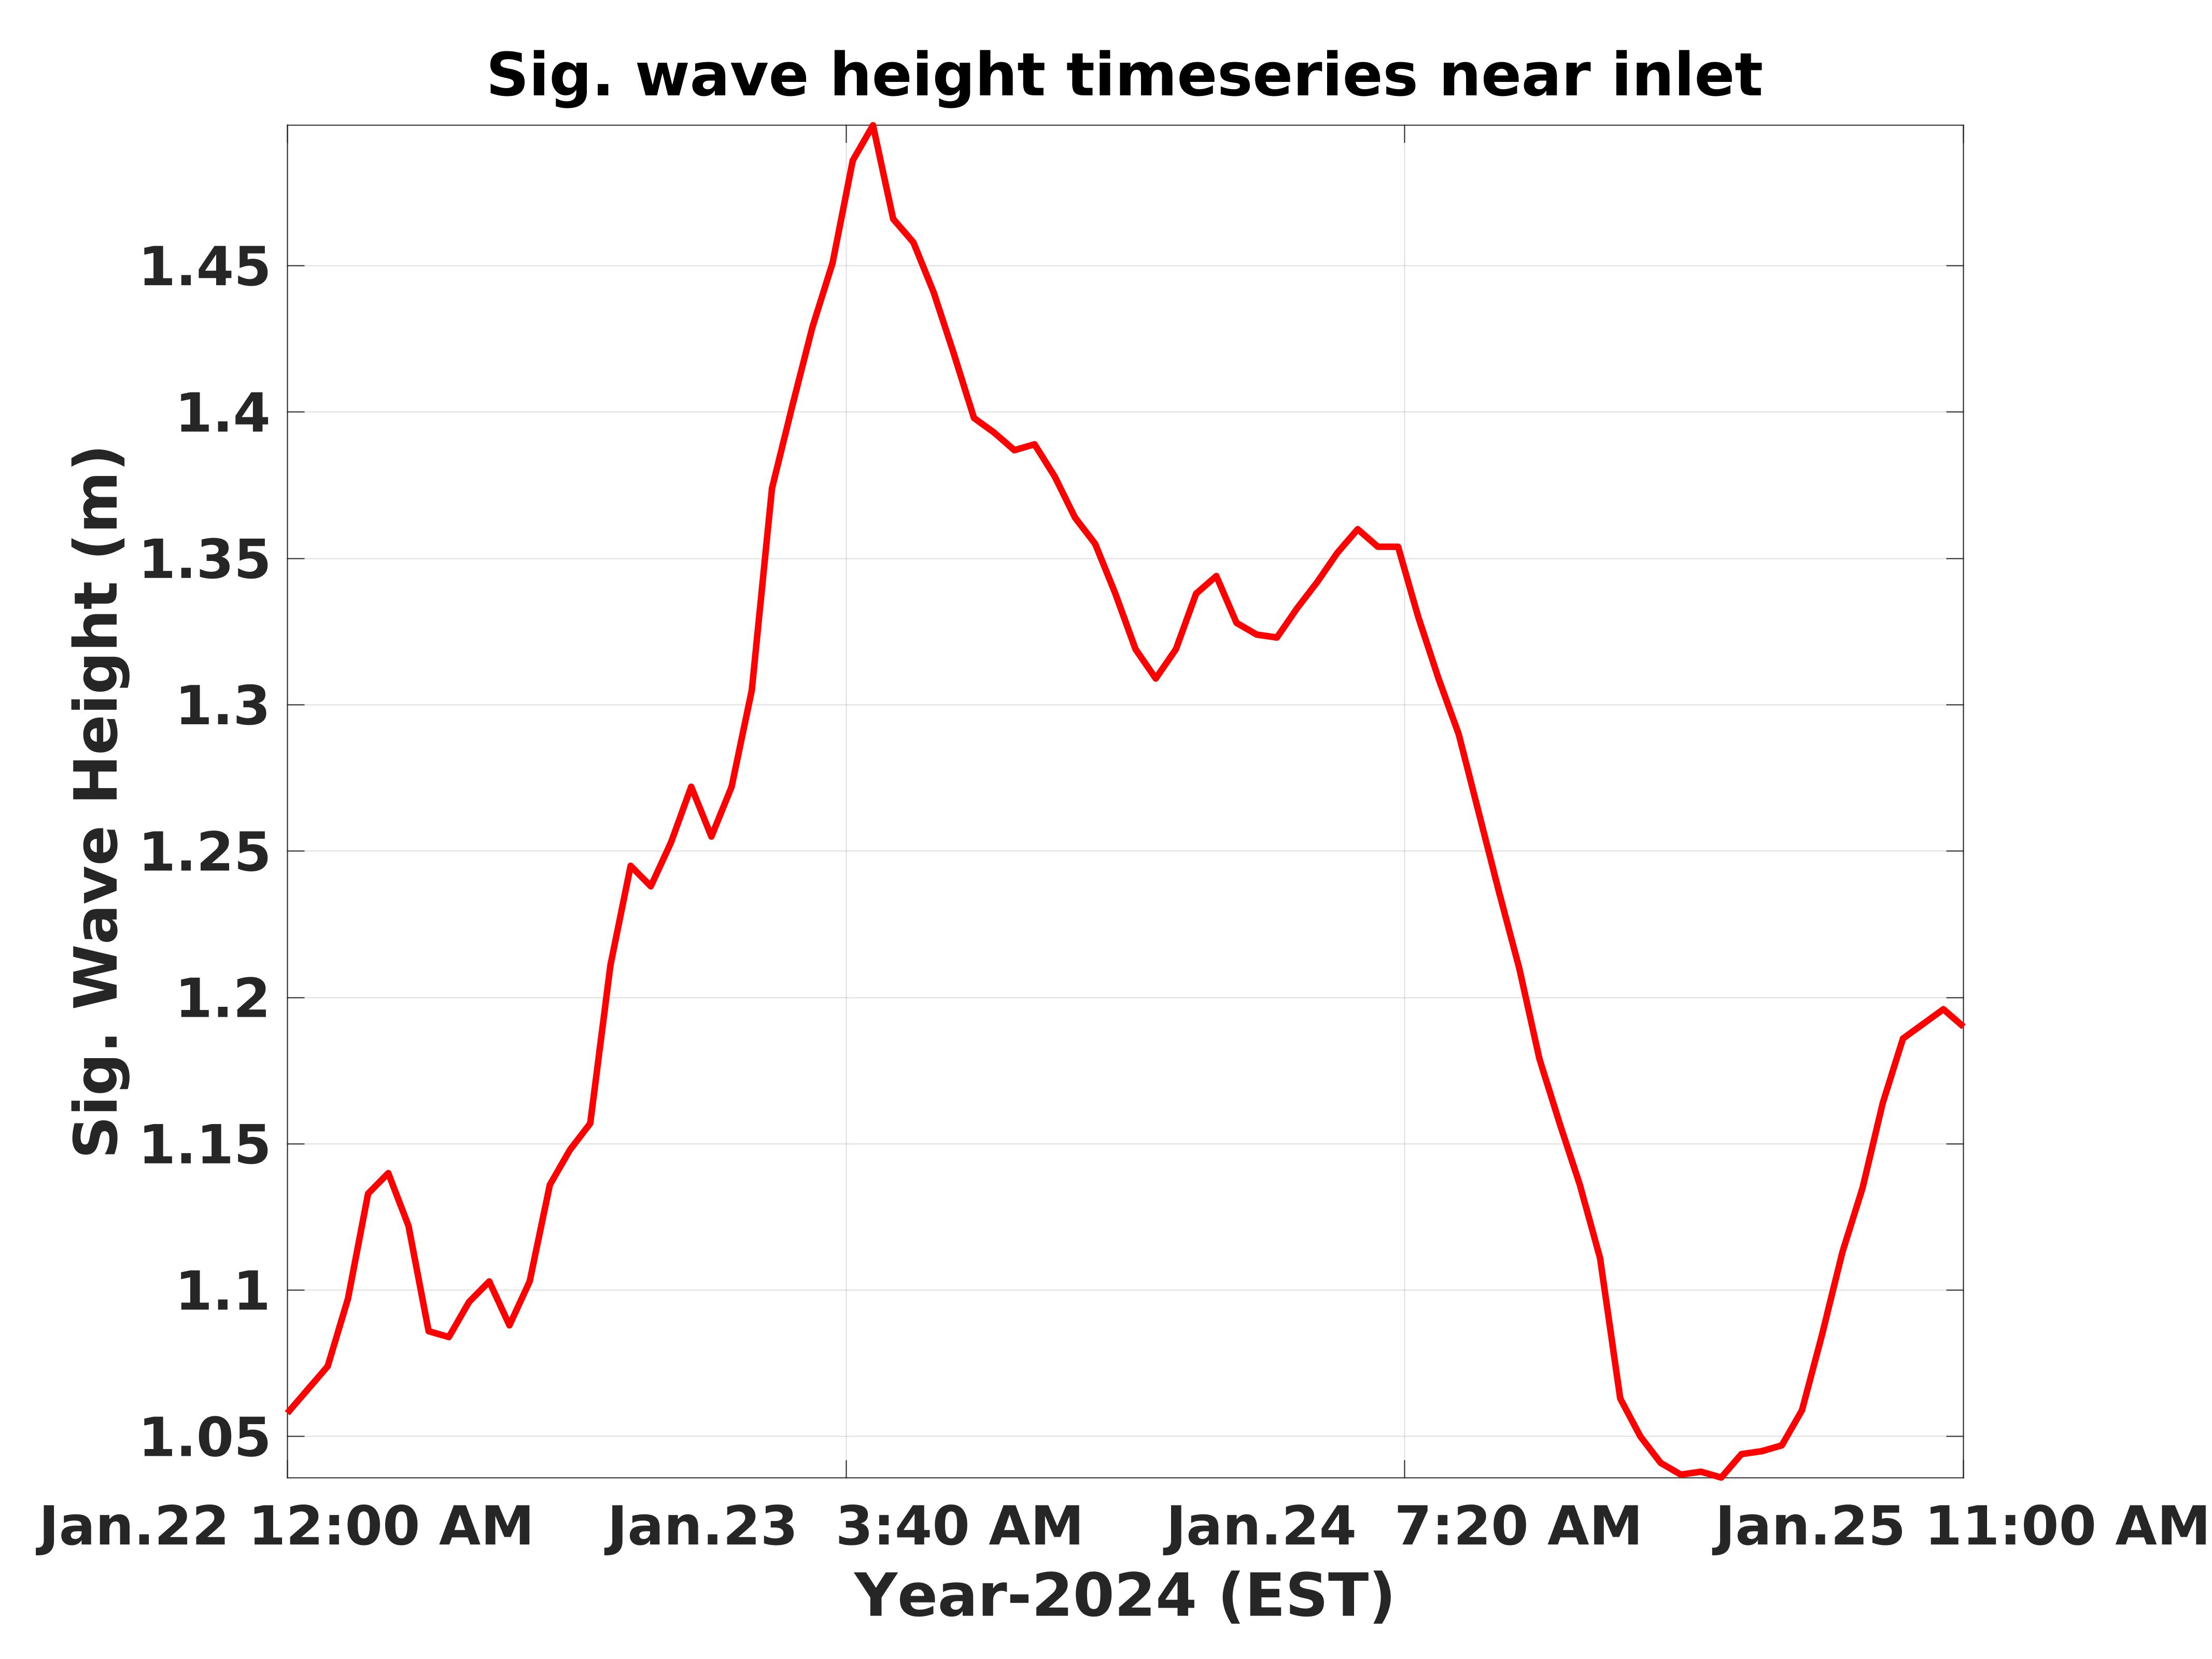 Sig. wave height timeseries near inlet
Sig. Wave Height (m)
1.45
1.4
1.35
1.3
1.25
1.2
1.15
1.1
1.05
Jan.22 12:00 AM Jan.23 3:40 AM Jan.24 7:20 AM Jan.25 11:00 AM
Year-2024 (EST)